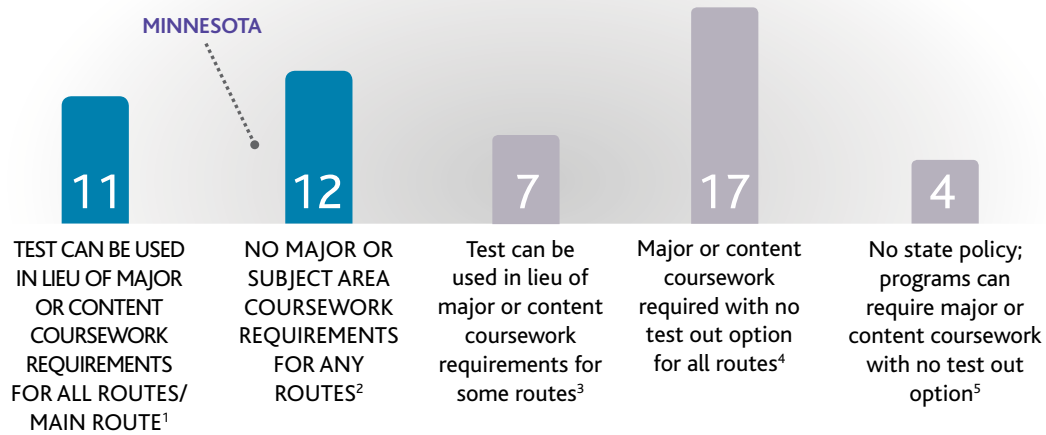 MINNESOTA
11
12
7
17
4
TEST CAN BE USED
IN LIEU OF MAJOR
OR CONTENT
COURSEWORK
REQUIREMENTS
FOR ALL ROUTES/
MAIN ROUTE¹
NO MAJOR OR
SUBJECT AREA
COURSEWORK
REQUIREMENTS
FOR ANY
ROUTES²
Test can be
used in lieu of
major or content
coursework
requirements for
some routes³
Major or content
coursework
required with no
test out option
for all routes⁴
No state policy;
programs can
require major or
content coursework
with no test out
option⁵